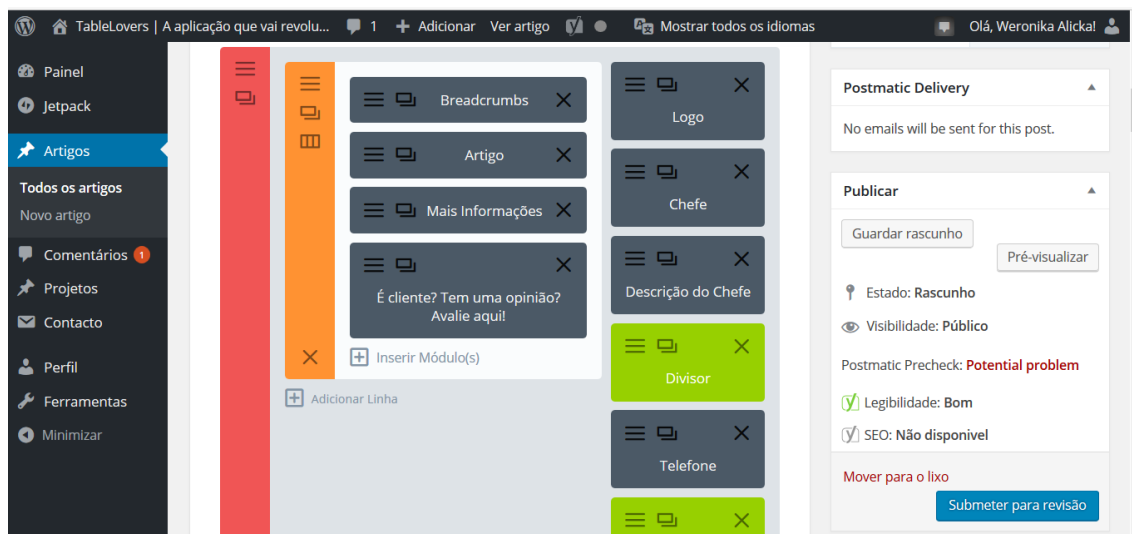 TableLovers | A aplicação que vai revolu... 1 Adicionar Ver artigo Mostrar todos os idiomas Olá, Weronika Alicka!
Painel
Jetpack
Artigos
Todos os artigos
Novo artigo
Comentários 1
Projetos
Contacto
Perfil
Ferramentas
Minimizar
Breadcrumbs
Artigo
Mais Informações
É cliente? Tem uma opinião?
Avalie aqui!
Inserir Módulo(s)
Adicionar Linha
Logo
Chefe
Descrição do Chefe
Divisor
Telefone
Postmatic Delivery
No emails will be sent for this post.
Publicar
Guardar rascunho
Pré-visualizar
Estado: Rascunho
Visibilidade: Público
Postmatic Precheck: Potential problem
Legibilidade: Bom
SEO: Não disponivel
Mover para o lixo
Submeter para revisão